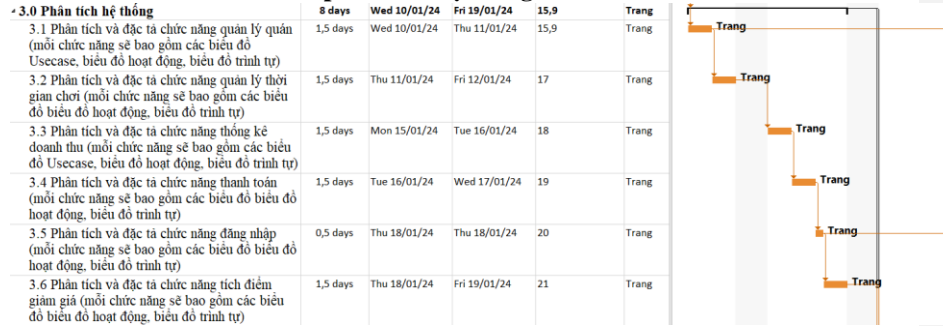 3.0 Phân tích hệ thống 8 days Wed 10/01/24 Fri 19/01/24 15,9 Trang
3.1 Phân tích và đặc tả chức năng quản lý quán 1,5 days Wed 10/01/24 Thu 11/01/24 15,9 Trang Trang
(mỗi chức năng sẽ bao gồm các biểu đồ
Usecase, biểu đồ hoạt động, biểu đồ trình tự)
3.2 Phân tích và đặc tả chức năng quản lý thời 1,5 days Thu 11/01/24 Fri 12/01/24 17 Trang Trang
gian chơi (mỗi chức năng sẽ bao gồm các biểu
đồ biểu đồ hoạt động, biểu đồ trình tự)
3.3 Phân tích và đặc tả chức năng thống kê 1,5 days Mon 15/01/24 Tue 16/01/24 18 Trang Trang
doanh thu (mỗi chức năng sẽ bao gồm các biểu
đồ Usecase, biểu đồ hoạt động, biểu đồ trình tự)
3.4 Phân tích và đặc tả chức năng thanh toán 1,5 days Tue 16/01/24 Wed 17/01/24 19 Trang Trang
(mỗi chức năng sẽ bao gồm các biểu đồ biểu đồ
hoạt động, biểu đồ trình tự)
3.5 Phân tích và đặc tả chức năng đăng nhập 0,5 days Thu 18/01/24 Thu 18/01/24 20 Trang Trang
(mỗi chức năng sẽ bao gồm các biểu đồ biểu đồ
hoạt động, biểu đồ trình tự)
3.6 Phân tích và đặc tả chức năng tích điểm 1,5 days Thu 18/01/24 Fri 19/01/24 21 Trang Trang
giảm giá (mỗi chức năng sẽ bao gồm các biểu
đồ biểu đồ hoạt động, biểu đồ trình tự)